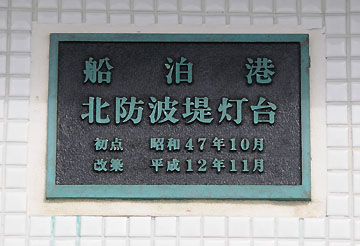 船泊港
北防波堤灯台
初点 昭和47年10月
改築 平成12年11月